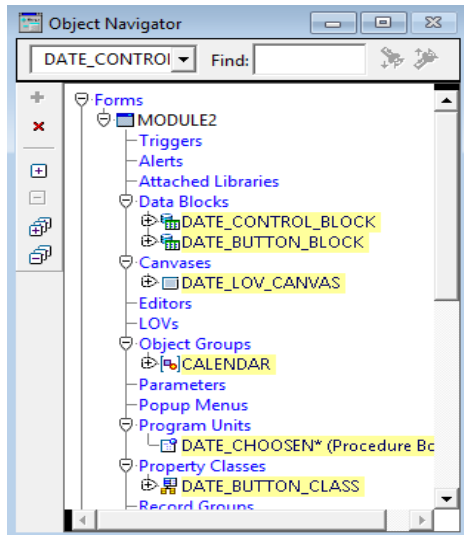 Object Navigator
DATE_CONTROI Find:
Forms
MODULE2
Triggers
Alerts
Attached Libraries
Data Blocks
DATE_CONTROL_BLOCK
DATE_BUTTON_BLOCK
Canvases
DATE_LOV_CANVAS
Editors
LOVs
Object Groups
CALENDAR
Parameters
Popup Menus
Program Units
DATE_CHOOSEN* (Procedure Bc
Property Classes
DATE_BUTTON_CLASS
Record Groups